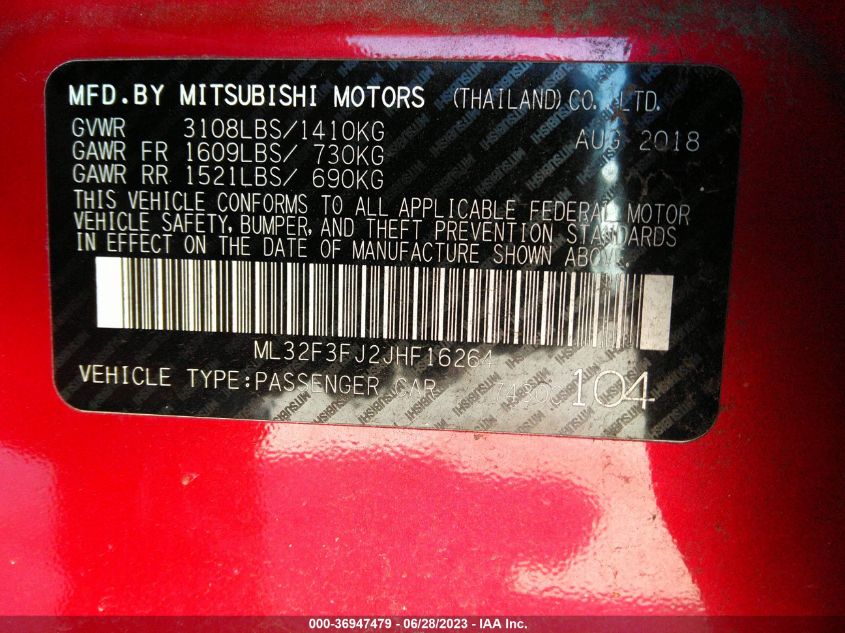 MFD.BY MITSUBISHI MOTORS (THAILAND) CO., LTD.
GVWR 3108LBS/1410KG AUG 2018
GAWR FR 1609LBS/ 730KG
GAWR RR 1521LBS/ 690KG
THIS VEHICLE CONFORMS TO ALL APPLICABLE FEDERAL MOTOR
VEHICLE SAFETY, BUMPER, AND THEFT PREVENTION STANDARDS
IN EFFECT ON THE DATE OF MANUFACTURE SHOWN ABOVE.
ML32F3FJ2JHF16264
VEHICLE TYPE:PASSENGER CAR 104
000-36947479 - 06/28/2023 - IAA Inc.